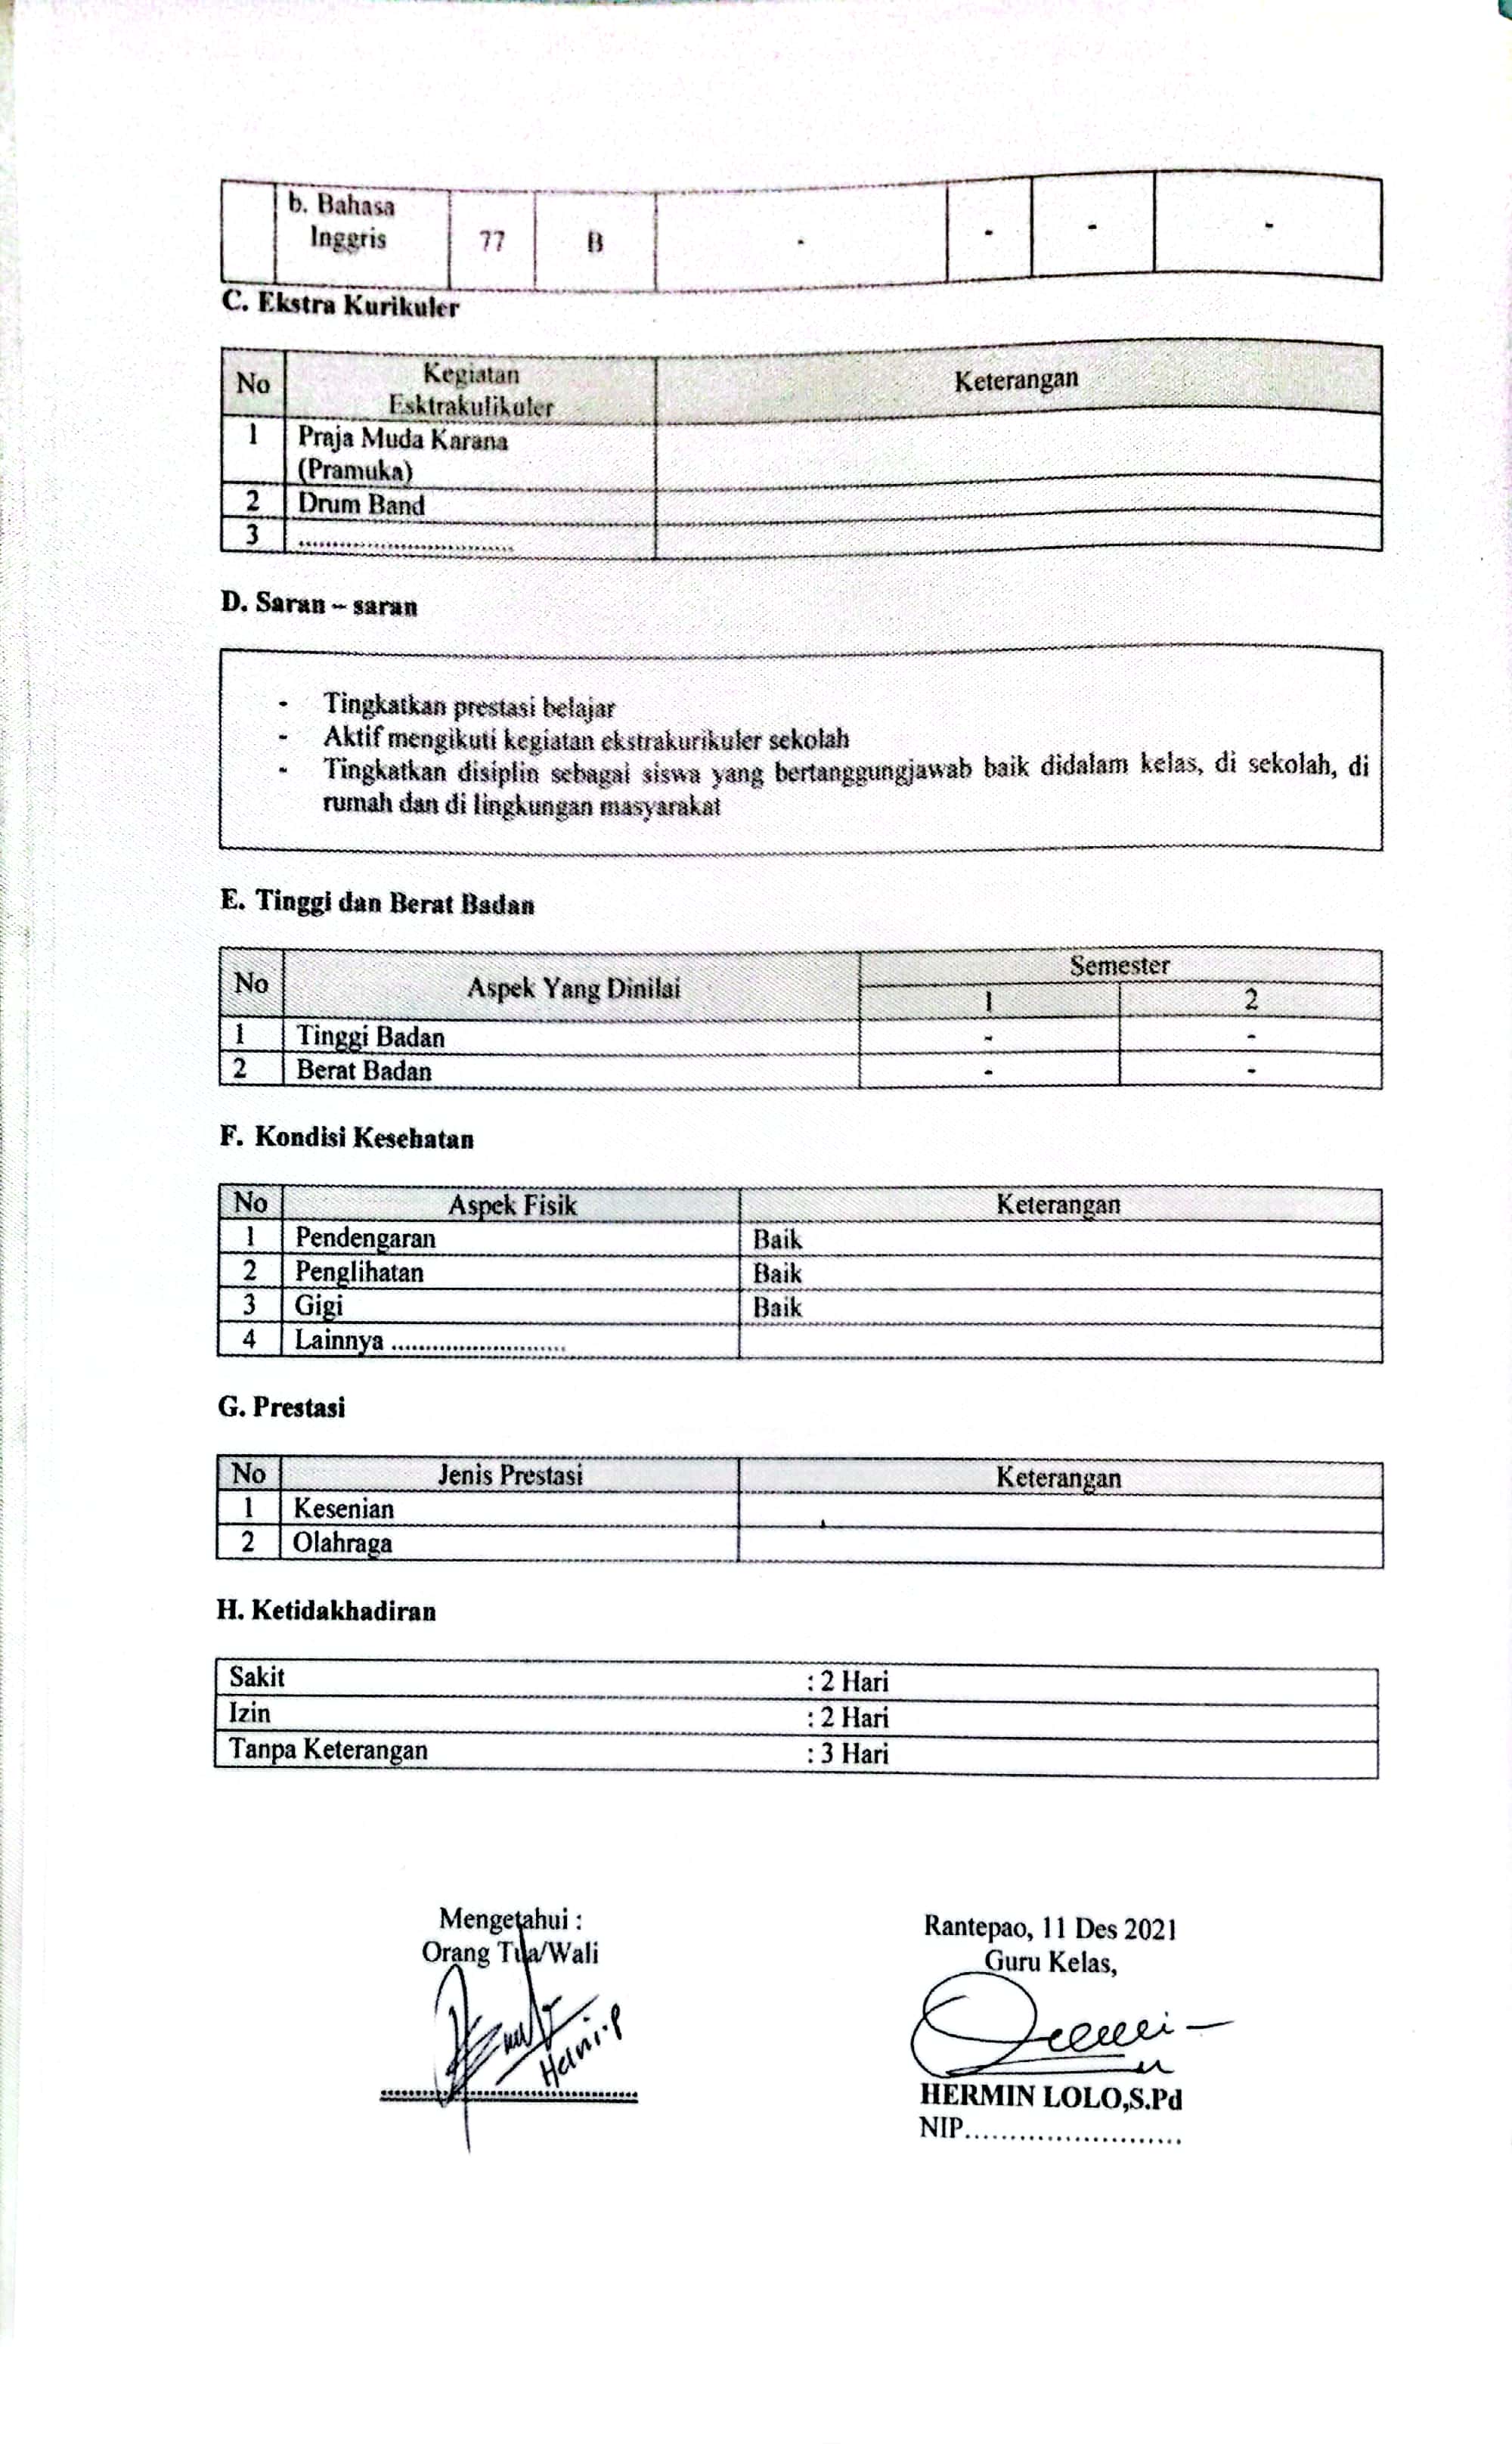 b. Bahasa
Inggris 77 B - - - -
C. Ekstra Kurikuler
No Kegiatan Esktrakulikuler Keterangan
1 Praja Muda Karana
(Pramuka)
2 Drum Band
3 ................................
D. Saran – saran
- Tingkatkan prestasi belajar
- Aktif mengikuti kegiatan ekstrakurikuler sekolah
- Tingkatkan disiplin sebagai siswa yang bertanggungjawab baik didalam kelas, di sekolah, di
rumah dan di lingkungan masyarakat
E. Tinggi dan Berat Badan
No Aspek Yang Dinilai Semester
1 2
1 Tinggi Badan - -
2 Berat Badan - -
F. Kondisi Kesehatan
No Aspek Fisik Keterangan
1 Pendengaran Baik
2 Penglihatan Baik
3 Gigi Baik
4 Lainnya ..........................
G. Prestasi
No Jenis Prestasi Keterangan
1 Kesenian
2 Olahraga
H. Ketidakhadiran
Sakit : 2 Hari
Izin : 2 Hari
Tanpa Keterangan : 3 Hari
Mengetahui :
Orang Tua/Wali
Herni.P
Rantepao, 11 Des 2021
Guru Kelas,
HERMIN LOLO,S.Pd
NIP.........................